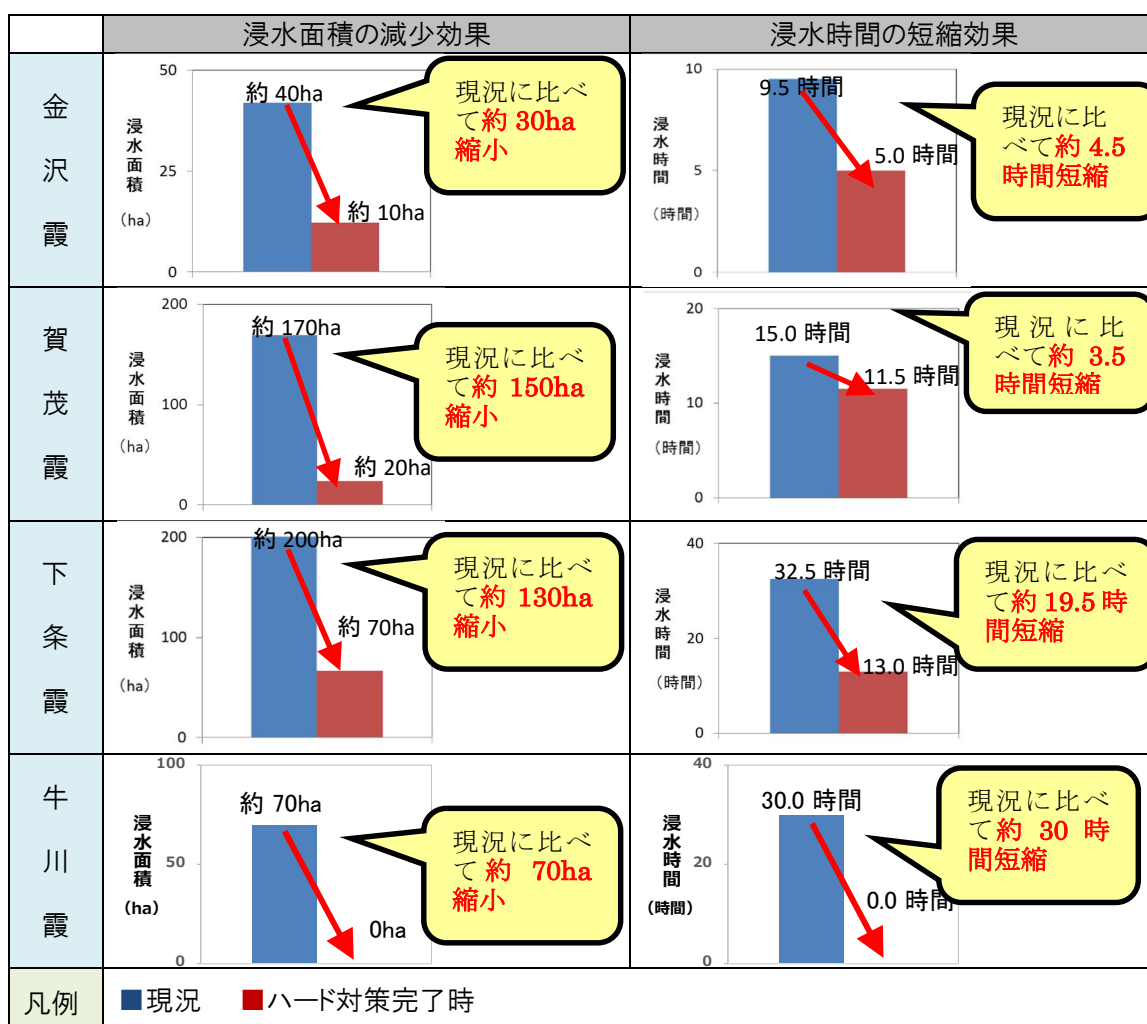 浸水面積の減少効果
浸水時間の短縮効果
金沢霞
浸水面積
（ha）
50
25
0
約 40ha
約 10ha
現況に比べ
て約 30ha
縮小
浸水時間
（時間）
10
5
0
9.5 時間
5.0 時間
現況に比
べて約 4.5
時間短縮
賀茂霞
浸水面積
（ha）
200
100
0
約 170ha
約 20ha
現況に比べ
て約 150ha
縮小
浸水時間
（時間）
20
10
0
15.0 時間
11.5 時間
現況に比
べて約 3.5
時間短縮
下条霞
浸水面積
（ha）
200
100
0
約 200ha
約 70ha
現況に比べ
て約 130ha
縮小
浸水時間
（時間）
40
20
0
32.5 時間
13.0 時間
現況に比べ
て約 19.5 時
間短縮
牛川霞
浸水面積
（ha）
100
50
0
約 70ha
0ha
現況に比べ
て約 70ha
縮小
浸水時間
（時間）
40
20
0
30.0 時間
0.0 時間
現況に比べ
て約 30 時
間短縮
凡例
■現況 ■ハード対策完了時